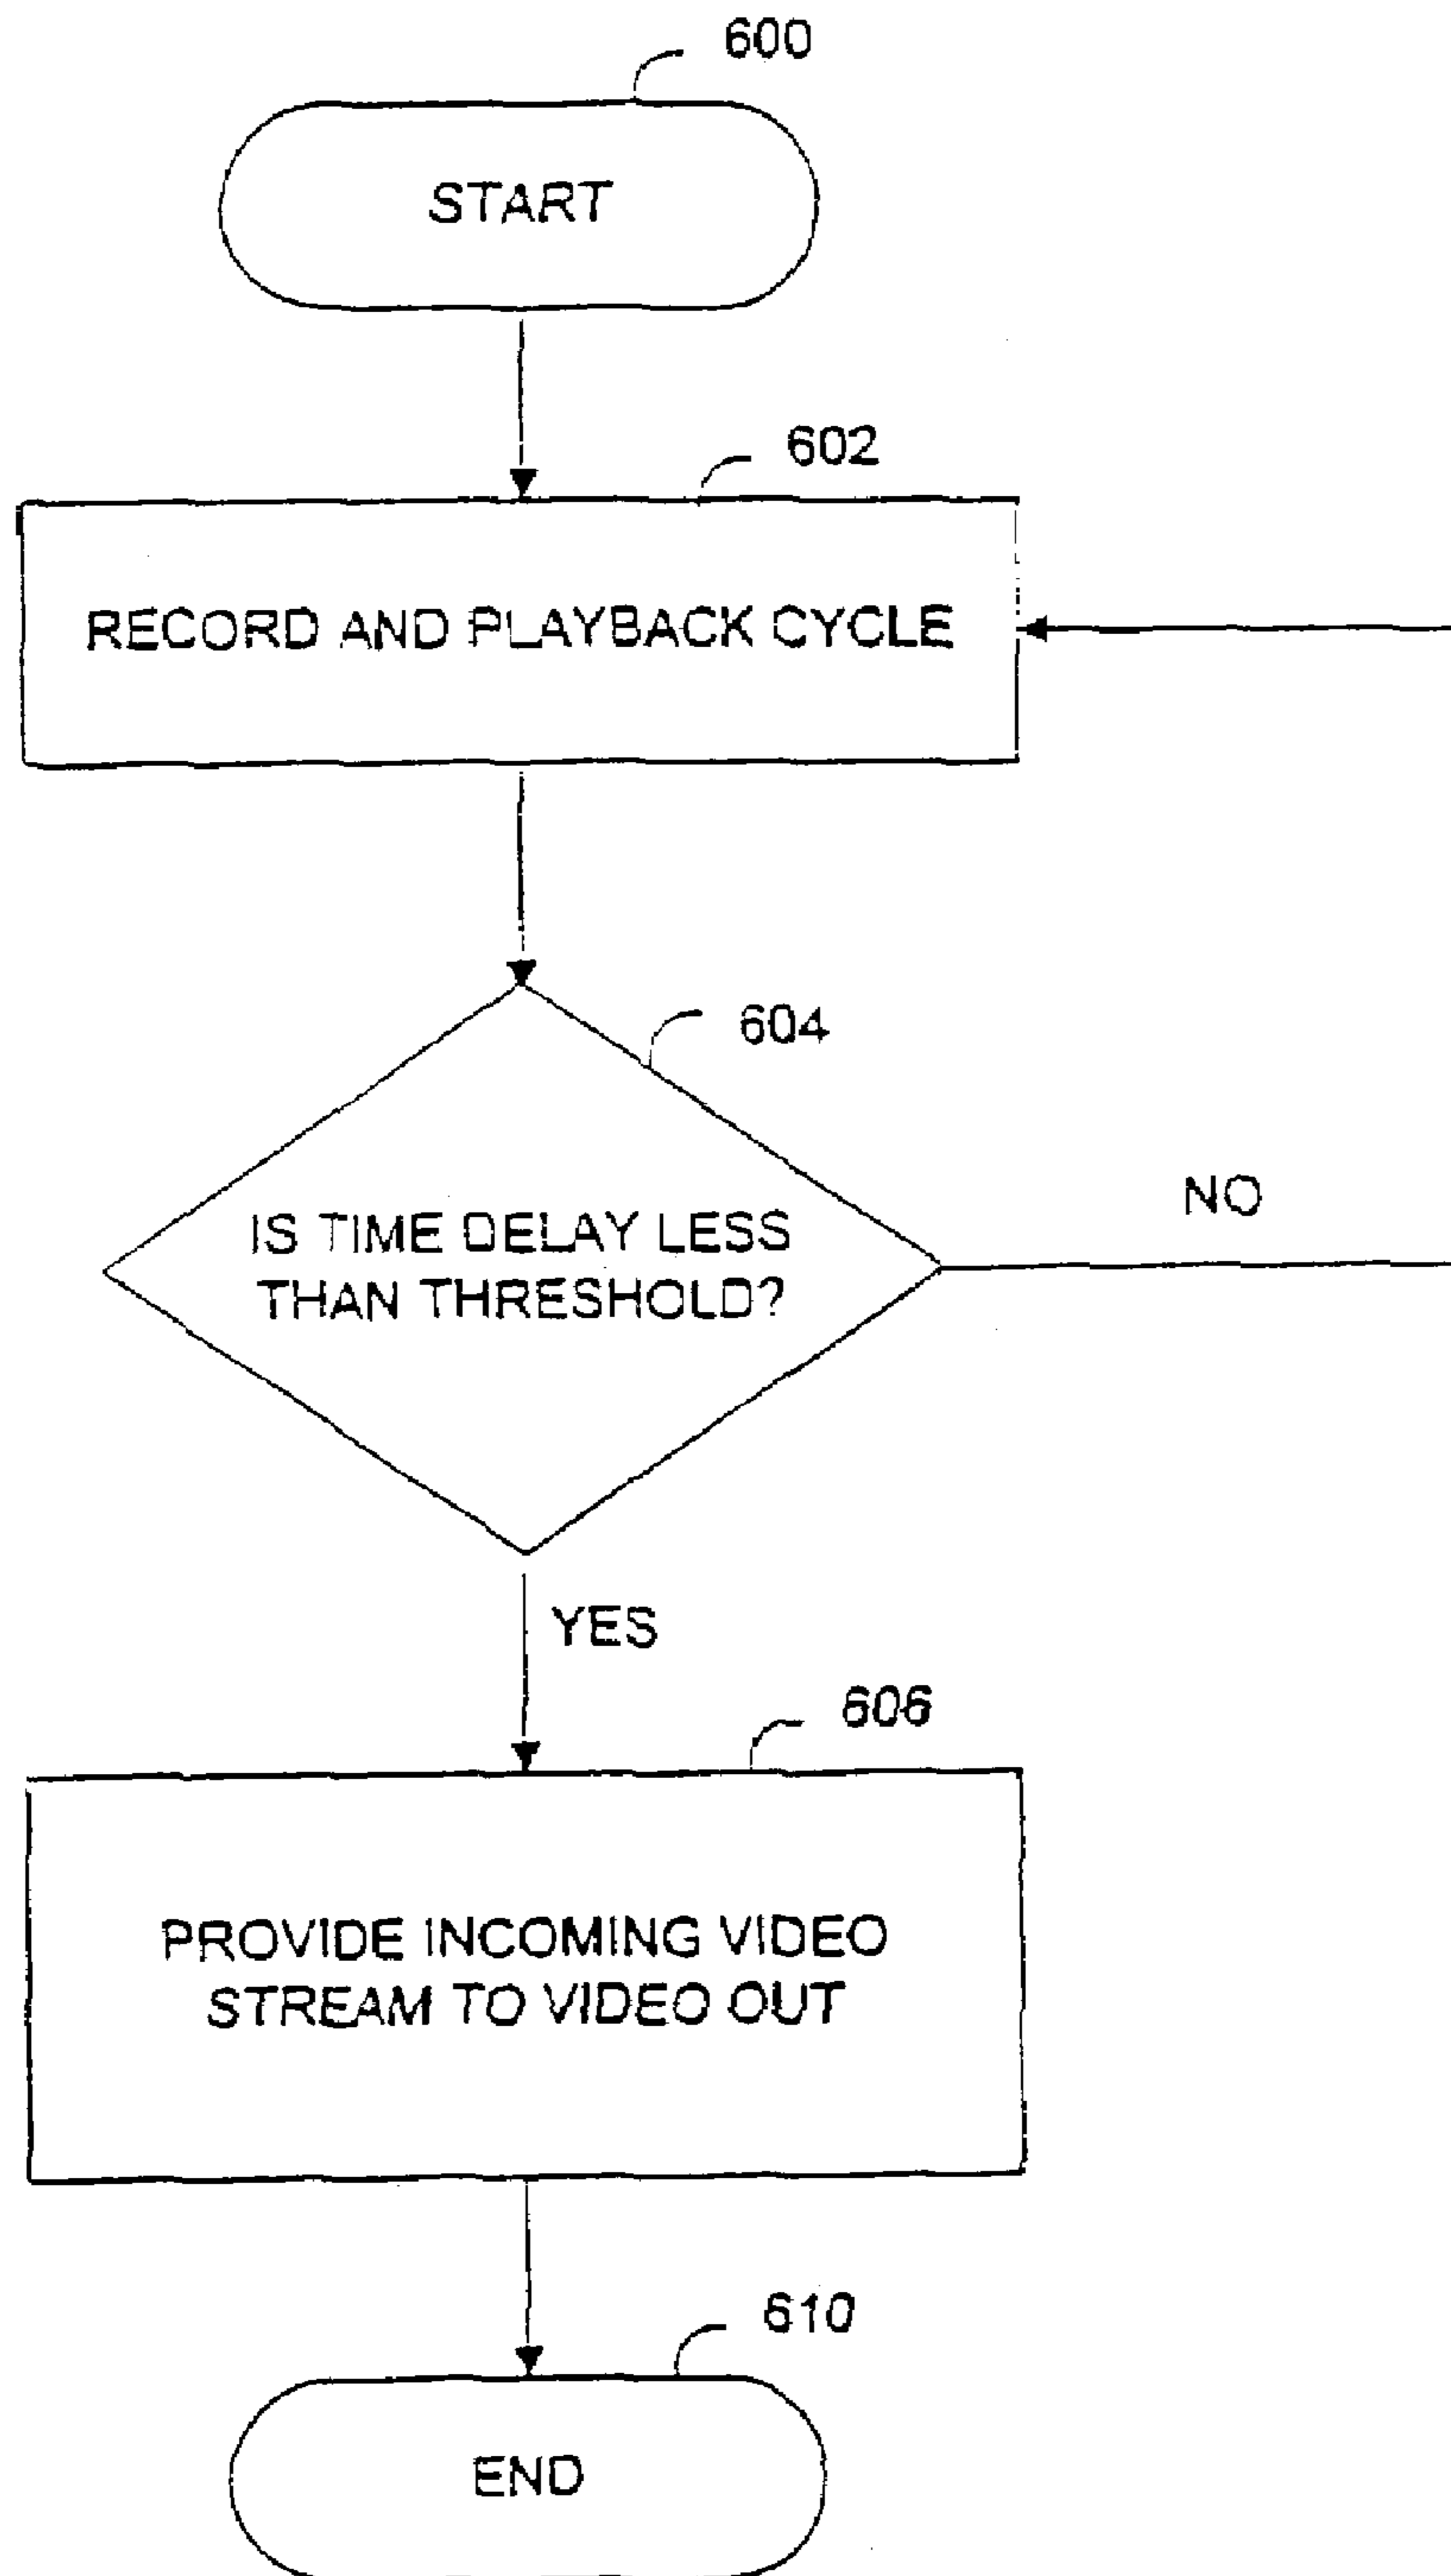 600
START
602
RECORD AND PLAYBACK CYCLE
604
IS TIME DELAY LESS
THAN THRESHOLD?
NO
YES
606
PROVIDE INCOMING VIDEO
STREAM TO VIDEO OUT
610
END